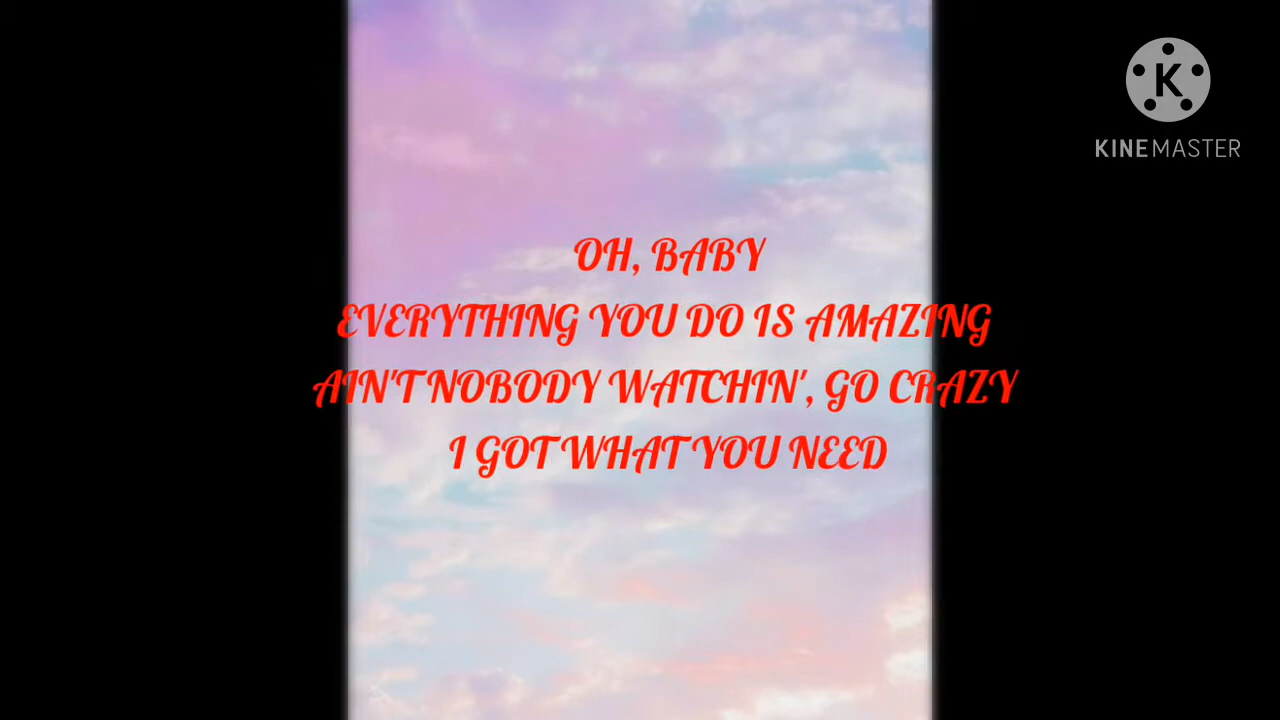 OH, BABY
EVERYTHING YOU DO IS AMAZING
AIN'T NOBODY WATCHIN', GO CRAZY
I GOT WHAT YOU NEED
K
KINEMASTER